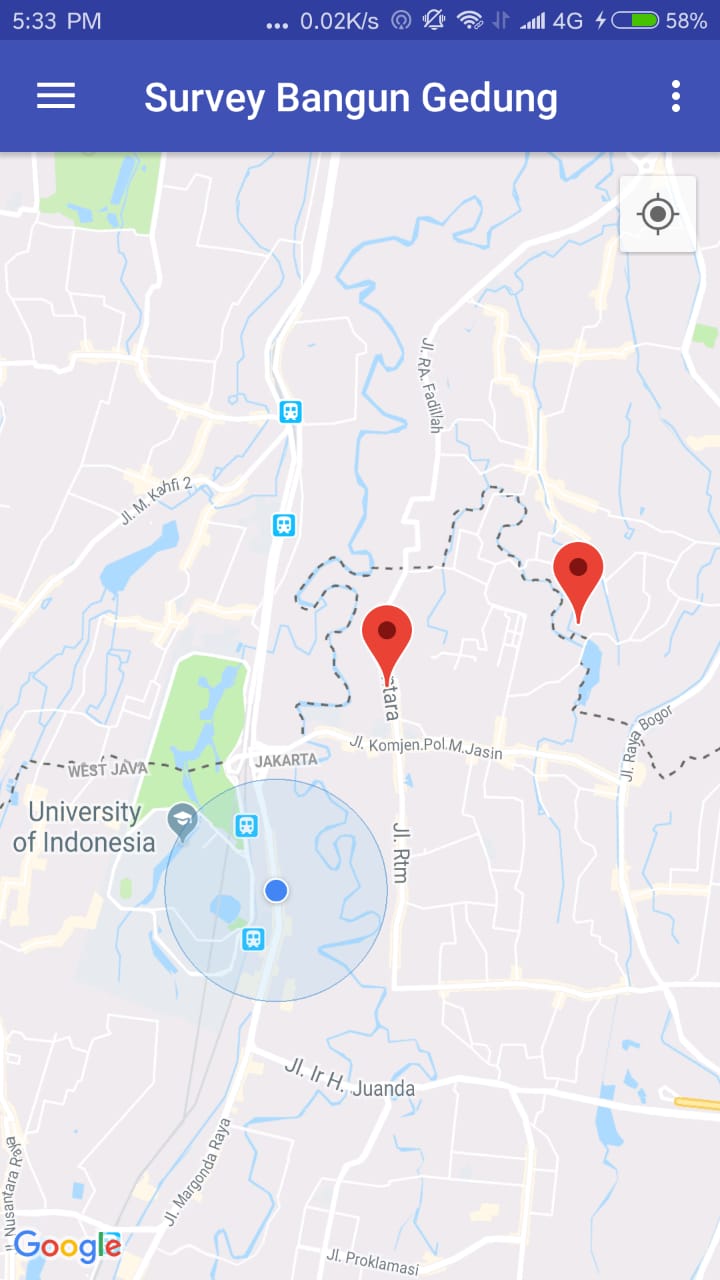 5:33 PM ... 0.02K/s 4G 58%
Survey Bangun Gedung
Jl. RA. Fadillah
Jl. M. Kahfi 2
Jl. Komjen.Pol.M.Jasin
Jl. Raya Bogor
JAKARTA
WEST JAVA
University
of Indonesia
Jl. Rtm
Jl. Ir H. Juanda
Jl. Margonda Raya
Nusantara Raya
Google
Jl. Proklamasi